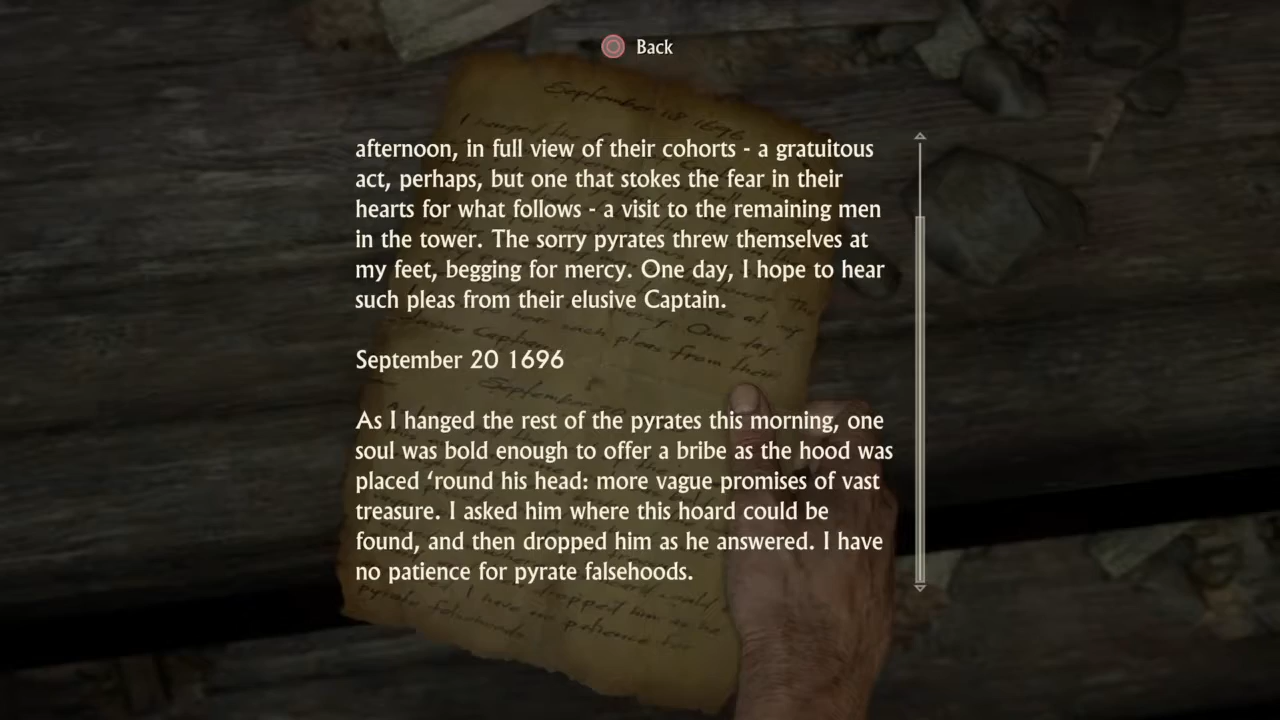 Back
September 18 1696
afternoon, in full view of their cohorts - a gratuitous
act, perhaps, but one that stokes the fear in their
hearts for what follows - a visit to the remaining men
in the tower. The sorry pyrates threw themselves at
my feet, begging for mercy. One day, I hope to hear
such pleas from their elusive Captain.
September 20 1696
As I hanged the rest of the pyrates this morning, one
soul was bold enough to offer a bribe as the hood was
placed ‘round his head: more vague promises of vast
treasure. I asked him where this hoard could be
found, and then dropped him as he answered. I have
no patience for pyrate falsehoods.